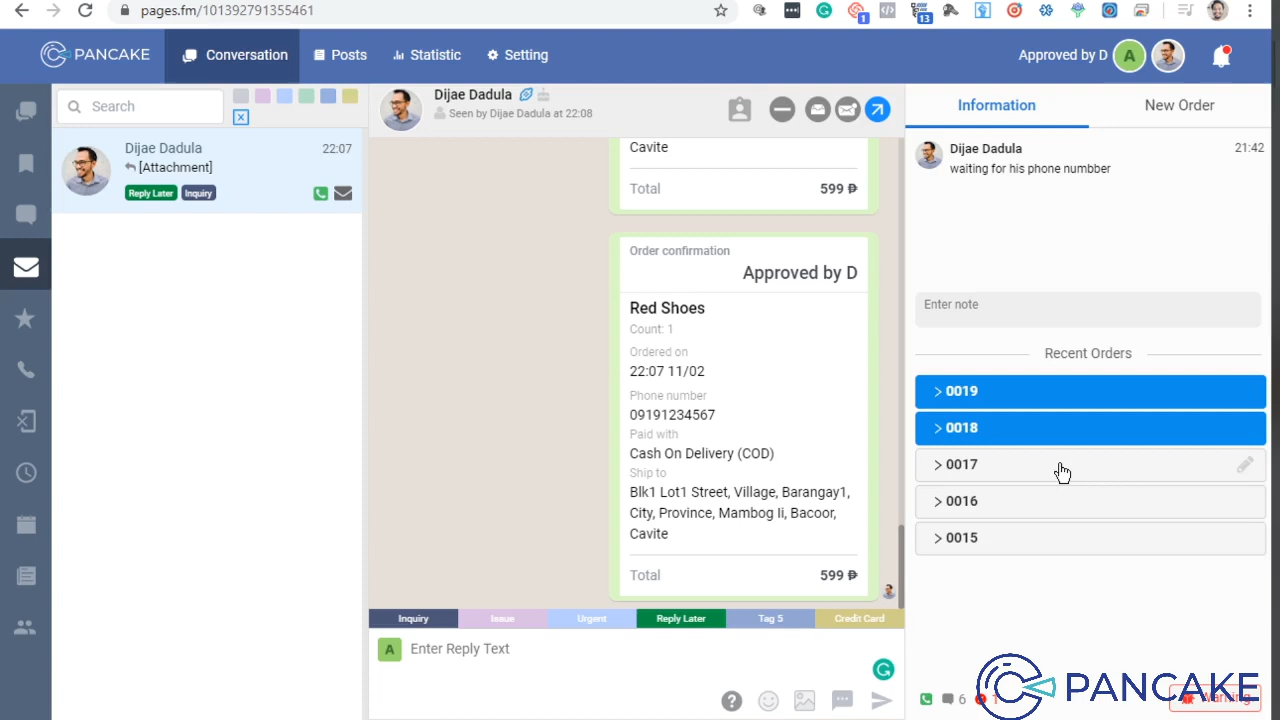 pages.fm/101392791355461
1
13
PANCAKE
Conversation
Posts
Statistic
Setting
Approved by D
A
Search
Dijae Dadula
22:07
[Attachment]
Reply Later
Inquiry
Dijae Dadula
Seen by Dijae Dadula at 22:08
Cavite
Total
599 ₱
Order confirmation
Approved by D
Red Shoes
Count: 1
Ordered on
22:07 11/02
Phone number
09191234567
Paid with
Cash On Delivery (COD)
Ship to
Blk1 Lot1 Street, Village, Barangay1,
City, Province, Mambog Ii, Bacoor,
Cavite
Total
599 ₱
Inquiry
Issue
Urgent
Reply Later
Tag 5
Credit Card
A
Enter Reply Text
Information
New Order
Dijae Dadula
21:42
waiting for his phone numbber
Enter note
Recent Orders
0019
0018
0017
0016
0015
6
1
Warning
PANCAKE